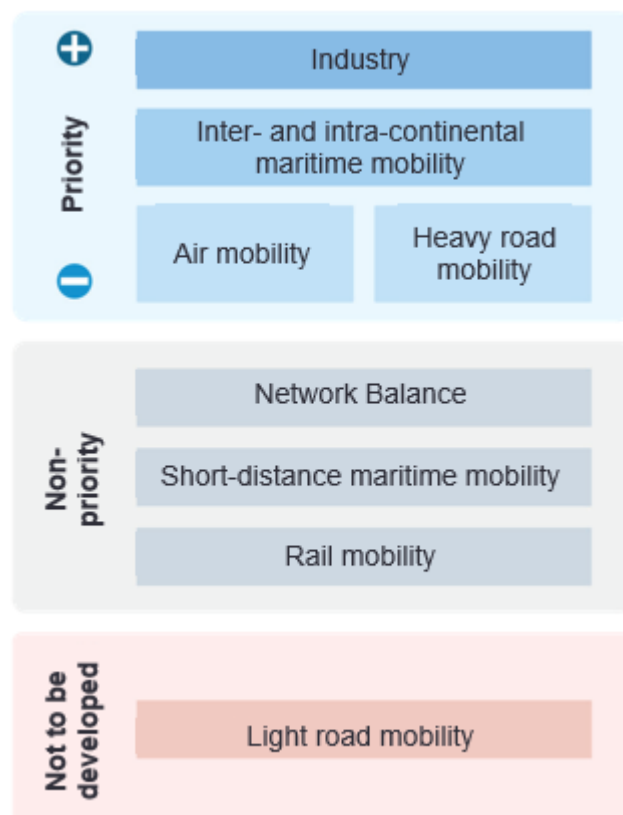 Priority
Industry
Inter- and intra-continental
maritime mobility
Air mobility
Heavy road
mobility
Non-
priority
Network Balance
Short-distance maritime mobility
Rail mobility
Not to be
developed
Light road mobility